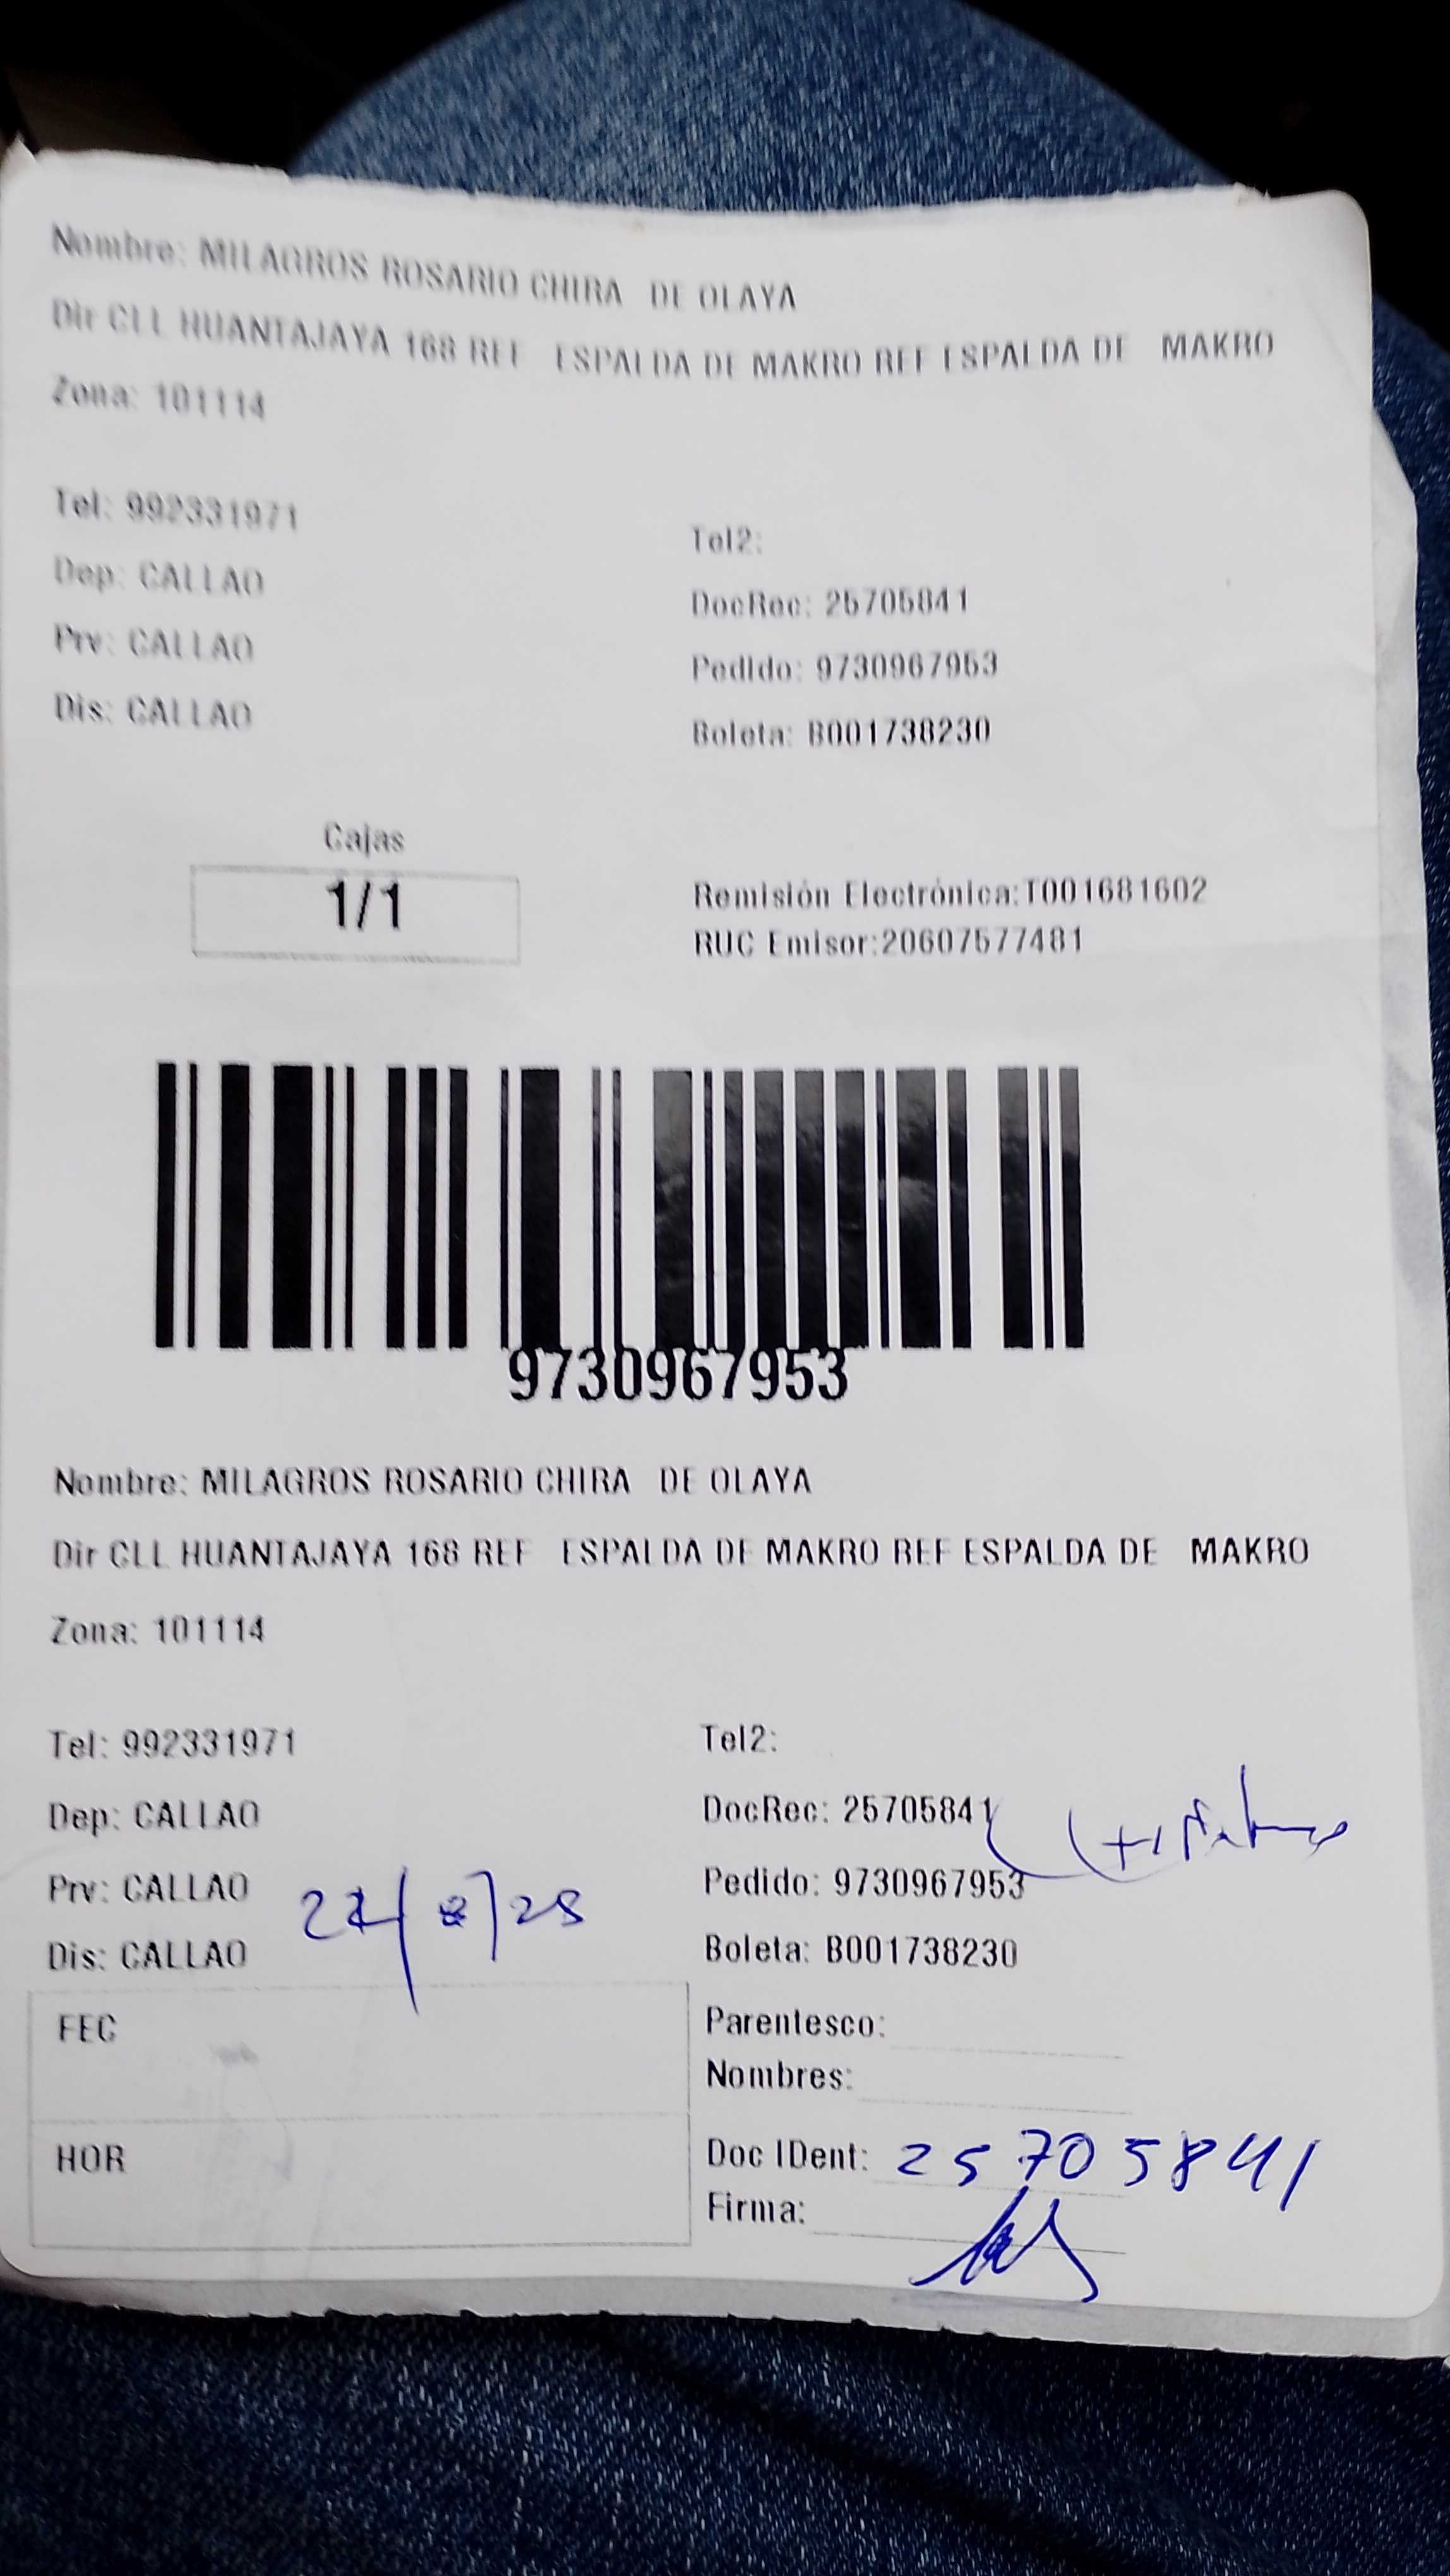 Nombre: MILAGROS ROSARIO CHIRA DE OLAYA
Dir CLL HUANTAJAYA 168 REF ESPALDA DE MAKRO REF ESPALDA DE MAKRO
Zona: 101114
Tel: 992331971
Tel2:
Dep: CALLAO
DocRec: 25705841
Prv: CALLAO
Pedido: 9730967953
Dis: CALLAO
Boleta: B001738230
Cajas
1/1
Remisión Electrónica:T001681602
RUC Emisor:20607577481
9730967953
Nombre: MILAGROS ROSARIO CHIRA DE OLAYA
Dir CLL HUANTAJAYA 168 REF ESPALDA DE MAKRO REF ESPALDA DE MAKRO
Zona: 101114
Tel: 992331971
Tel2:
Dep: CALLAO
DocRec: 25705841
Prv: CALLAO
Pedido: 9730967953
Dis: CALLAO
Boleta: B001738230
FEC
Parentesco:
Nombres:
HOR
Doc IDent: 25705841
Firma: